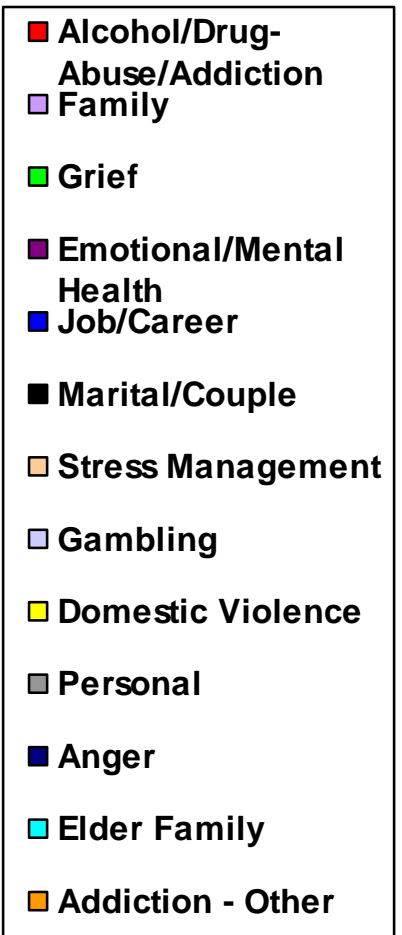 Alcohol/Drug-
Abuse/Addiction
Family
Grief
Emotional/Mental
Health
Job/Career
Marital/Couple
Stress Management
Gambling
Domestic Violence
Personal
Anger
Elder Family
Addiction - Other